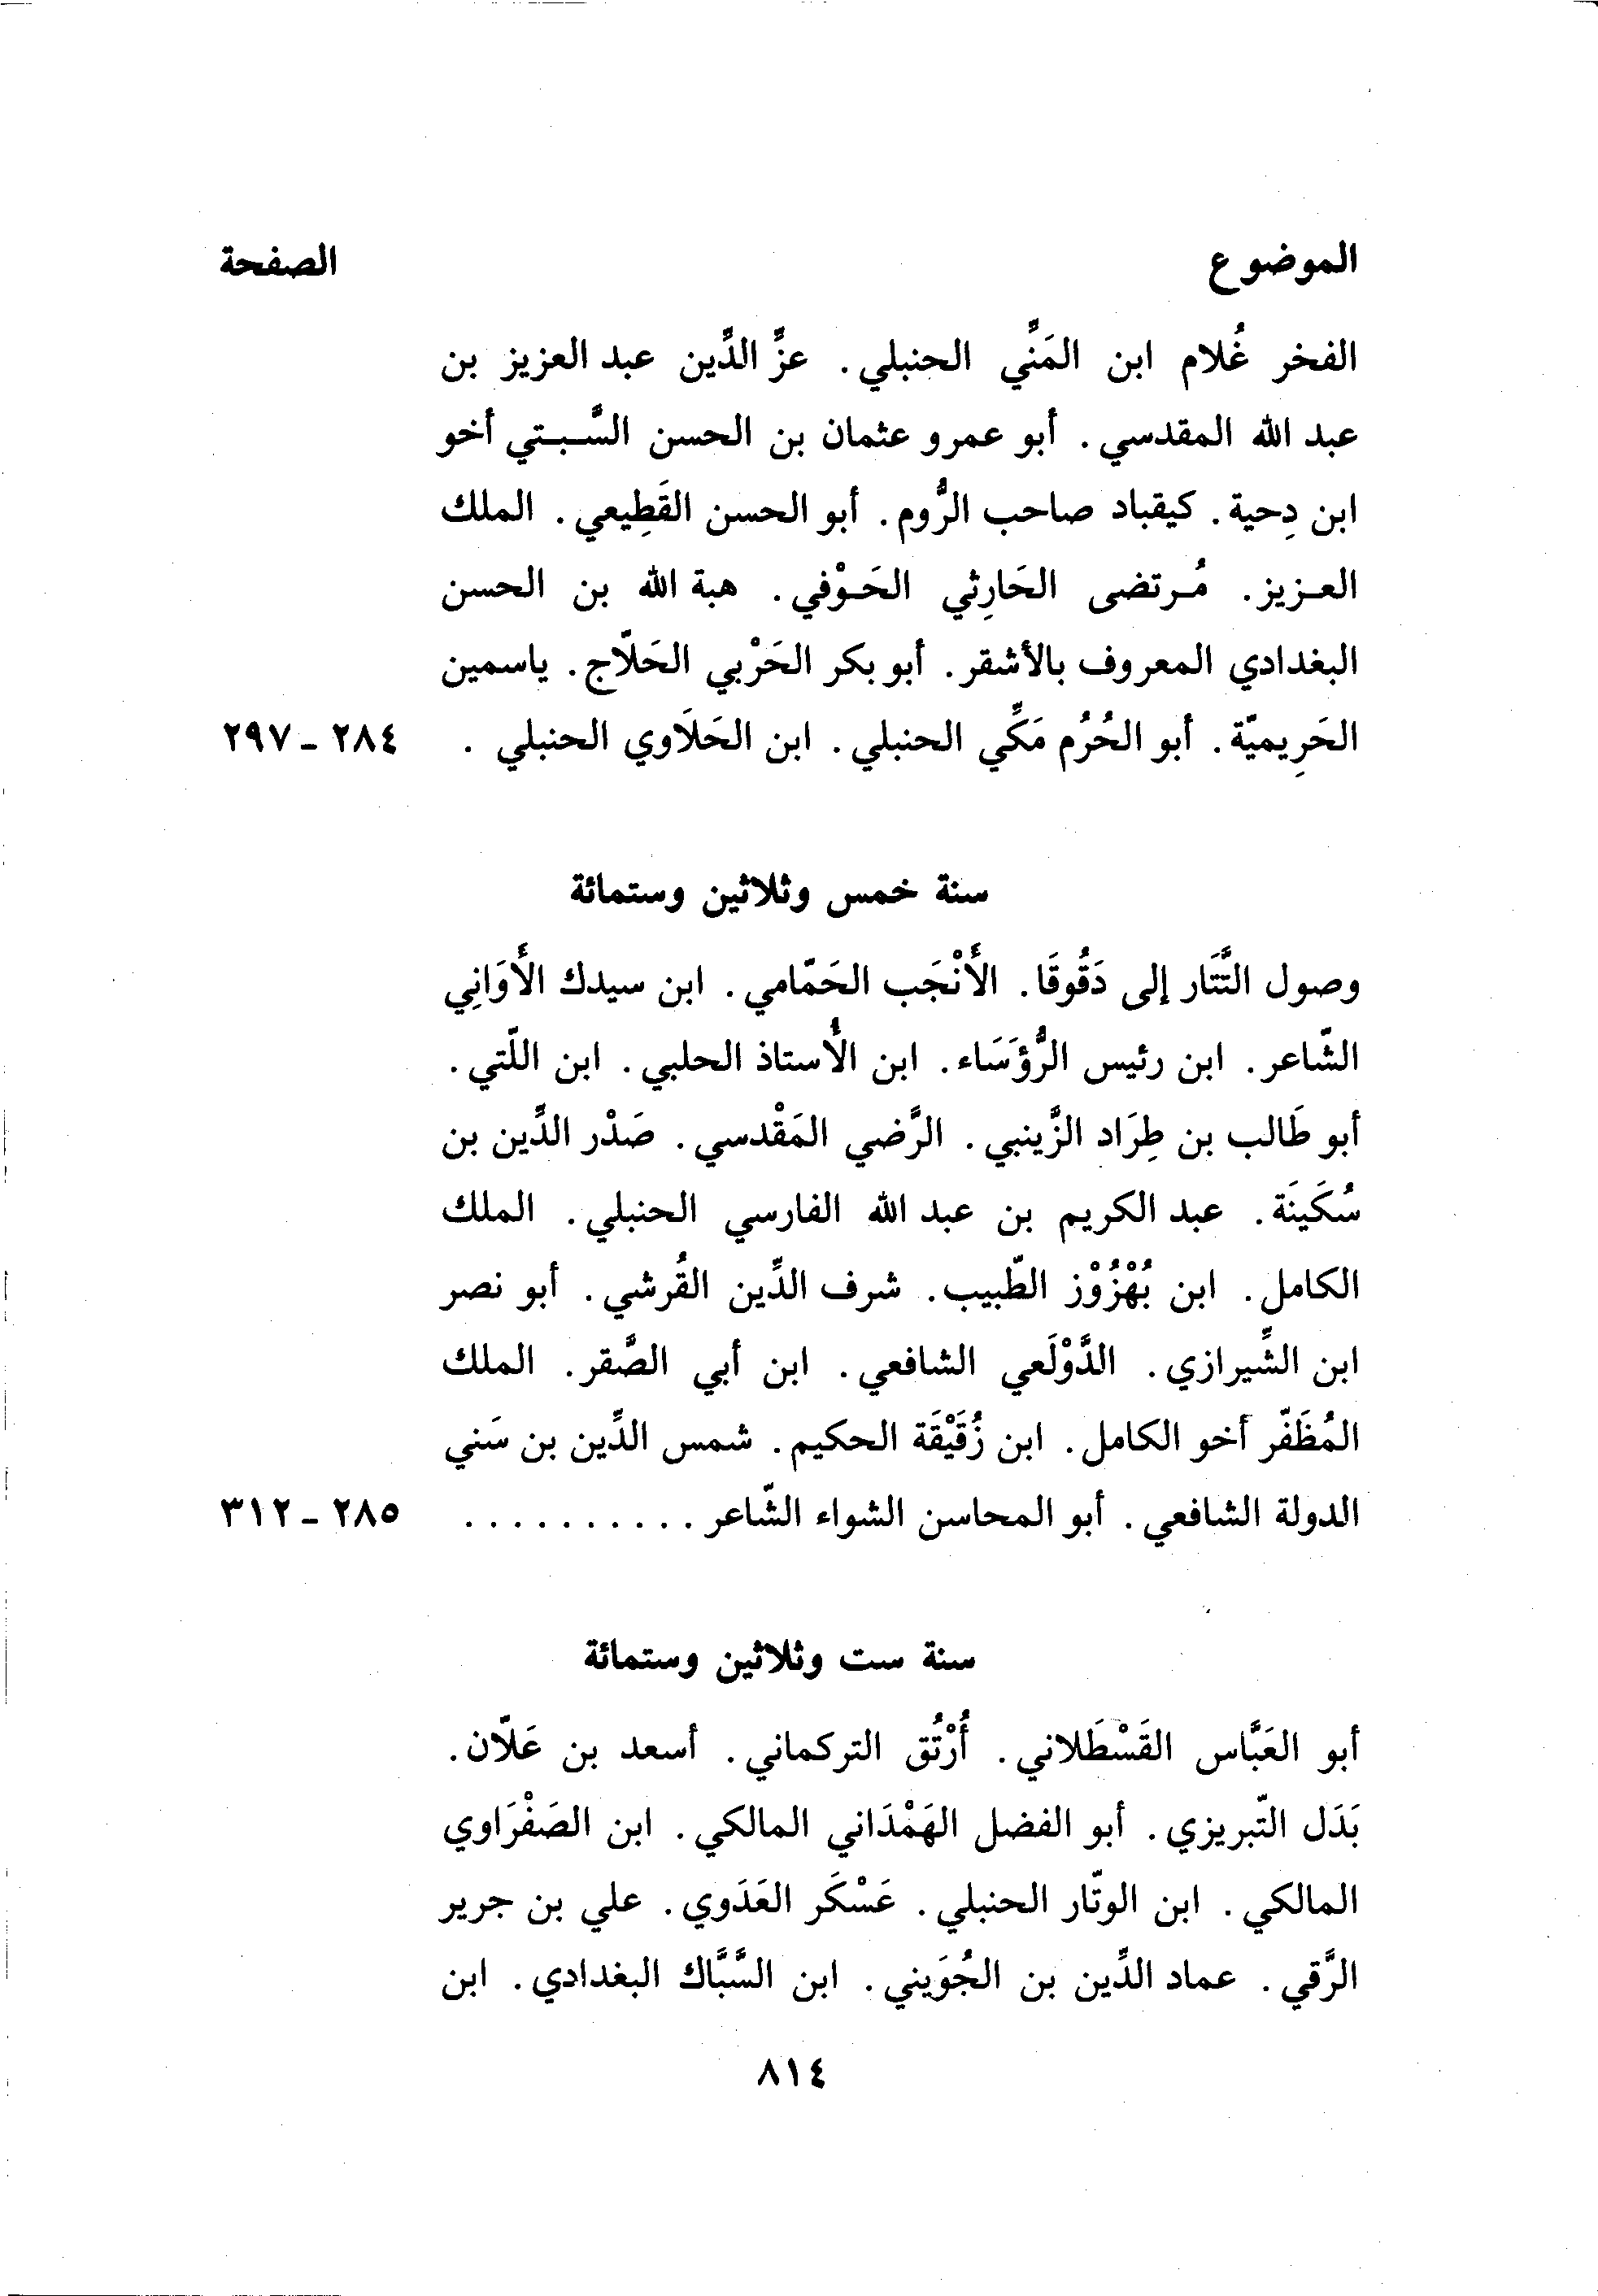 الموضوع الصفحة
الفخر غُلام ابن المَنِّي الحنبلي. عزِّ الدِّين عبد العزيز بن
عبد الله المقدسي. أبو عمرو عثمان بن الحسن السَّـبـتي أخو
ابن دِحية. كيقباد صاحب الرُّوم. أبو الحسن القَطِيعي. الملك
العـزيز. مُـرتضى الحَارِثي الحَـوْفي. هبة الله بن الحسن
البغدادي المعروف بالأشقر. أبو بكر الحَرْبي الحَلّاج. ياسمين
الحَرِيميّة. أبو الحُرُم مَكِّي الحنبلي. ابن الحَلَاوي الحنبلي . ٢٨٤ - ٢٩٧
سنة خمس وثلاثين وستمائة
وصول التَّتَار إلى دَقُوقَا. الأَنْجَب الحَمّامي. ابن سيدك الأَوَانِي
الشّاعر. ابن رئيس الرُّؤَسَاء. ابن الأُستاذ الحلبي. ابن اللّتي.
أبو طَالب بن طِرَاد الزَّينبي. الرَّضي المَقْدسي. صَدْر الدِّين بن
سُكَينَة. عبد الكريم بن عبد الله الفارسي الحنبلي. الملك
الكامل. ابن بُهْزُوْز الطّبيب. شرف الدِّين القُرشي. أبو نصر
ابن الشِّيرازي. الدَّوْلَعي الشافعي. ابن أبي الصَّقر. الملك
المُظَفّر أخو الكامل. ابن زُقَيْقَة الحكيم. شمس الدِّين بن سَني
الدولة الشافعي. أبو المحاسن الشواء الشّاعر . . . . . . . . . . ٢٨٥ - ٣١٢
سنة ست وثلاثين وستمائة
أبو العَبَّاس القَسْطَلاني. أُرْتُق التركماني. أسعد بن عَلّان.
بَدَل التّبريزي. أبو الفضل الهَمْدَاني المالكي. ابن الصَفْرَاوي
المالكي. ابن الوتّار الحنبلي. عَسْكَر العَدَوي. علي بن جرير
الرَّقي. عماد الدِّين بن الجُوَيني. ابن السَّبَّاك البغدادي. ابن
٨١٤